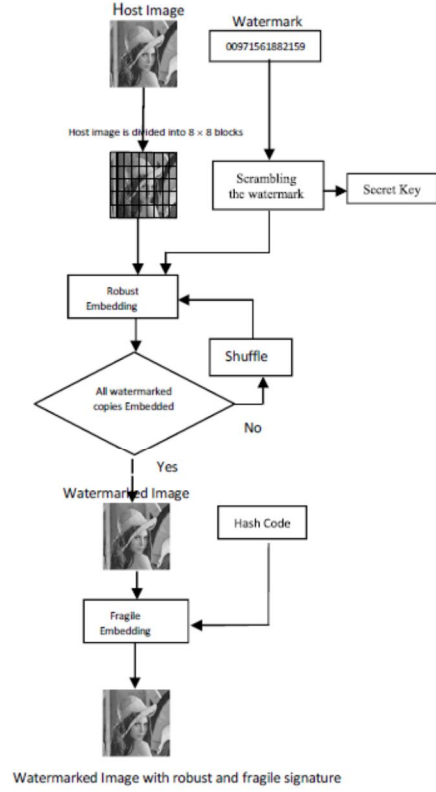 Host Image
Watermark
00971561882159
Host image is divided into 8 × 8 blocks
Scrambling
the watermark
Secret Key
Robust
Embedding
Shuffle
All watermarked
copies Embedded
No
Yes
Watermarked Image
Hash Code
Fragile
Embedding
Watermarked Image with robust and fragile signature